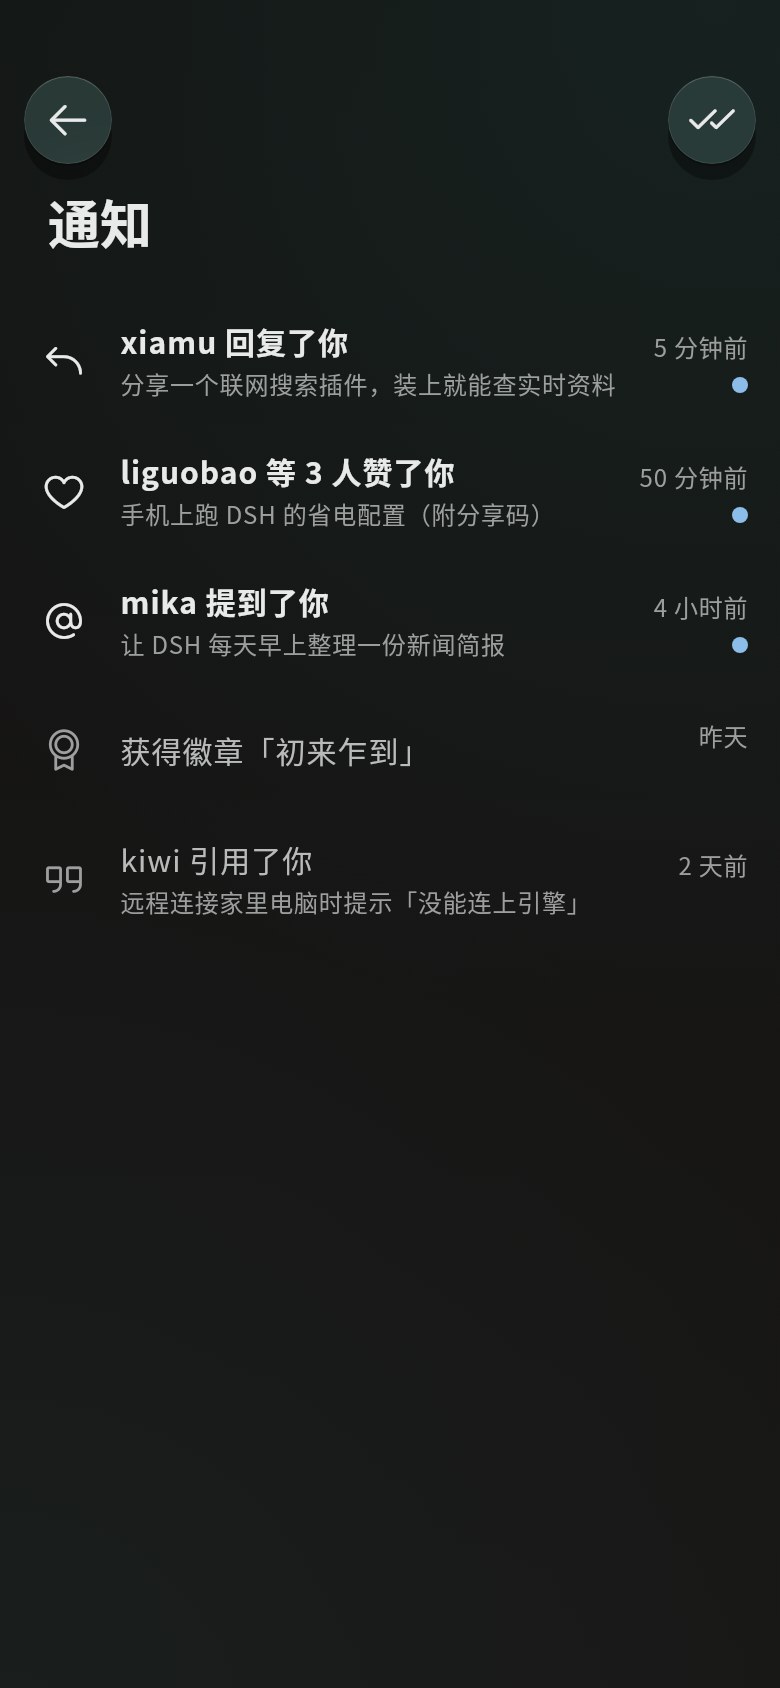 通知
xiamu 回复了你
5 分钟前
分享一个联网搜索插件，装上就能查实时资料
liguobao 等 3 人赞了你
50 分钟前
手机上跑 DSH 的省电配置（附分享码）
mika 提到了你
4 小时前
让 DSH 每天早上整理一份新闻简报
获得徽章「初来乍到」
昨天
kiwi 引用了你
2 天前
远程连接家里电脑时提示「没能连上引擎」